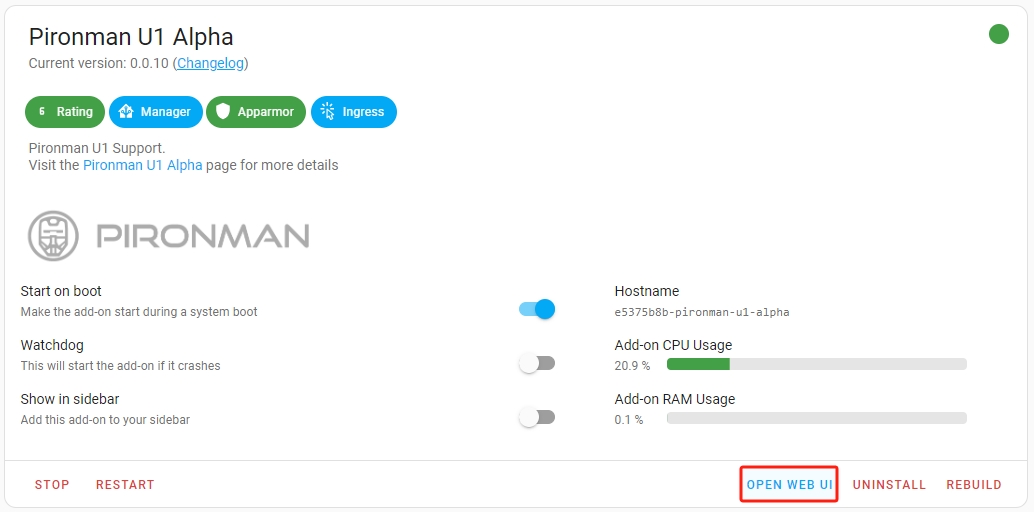 Pironman U1 Alpha
Current version: 0.0.10 (Changelog)
6 Rating Manager Apparmor Ingress
Pironman U1 Support.
Visit the Pironman U1 Alpha page for more details
PIRONMAN
Start on boot
Make the add-on start during a system boot
Hostname
e5375b8b-pironman-u1-alpha
Watchdog
This will start the add-on if it crashes
Add-on CPU Usage
20.9 %
Show in sidebar
Add this add-on to your sidebar
Add-on RAM Usage
0.1 %
STOP RESTART OPEN WEB UI UNINSTALL REBUILD